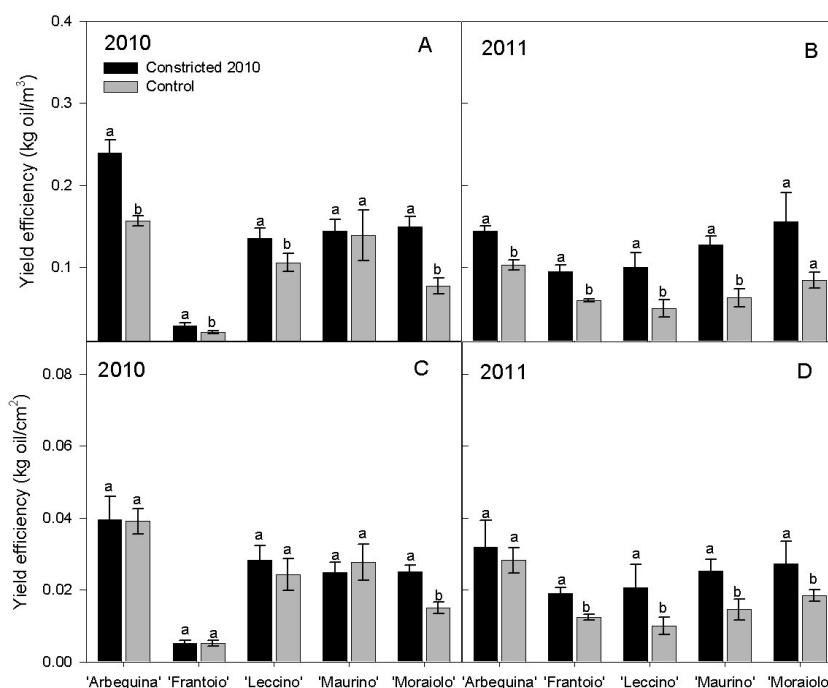 0.4
2010
A
2011
B
Constricted 2010
Control
0.3
0.2
0.1
Yield efficiency (kg oil/m³)
a
b
a
b
a
b
a
a
a
b
a
b
a
b
a
b
a
b
a
a
2010
C
2011
D
0.08
0.06
0.04
0.02
0.00
Yield efficiency (kg oil/cm²)
a
a
a
a
a
a
a
a
a
b
a
a
a
b
a
b
a
b
a
b
'Arbequina'
'Frantoio'
'Leccino'
'Maurino'
'Moraiolo'
'Arbequina'
'Frantoio'
'Leccino'
'Maurino'
'Moraiolo'